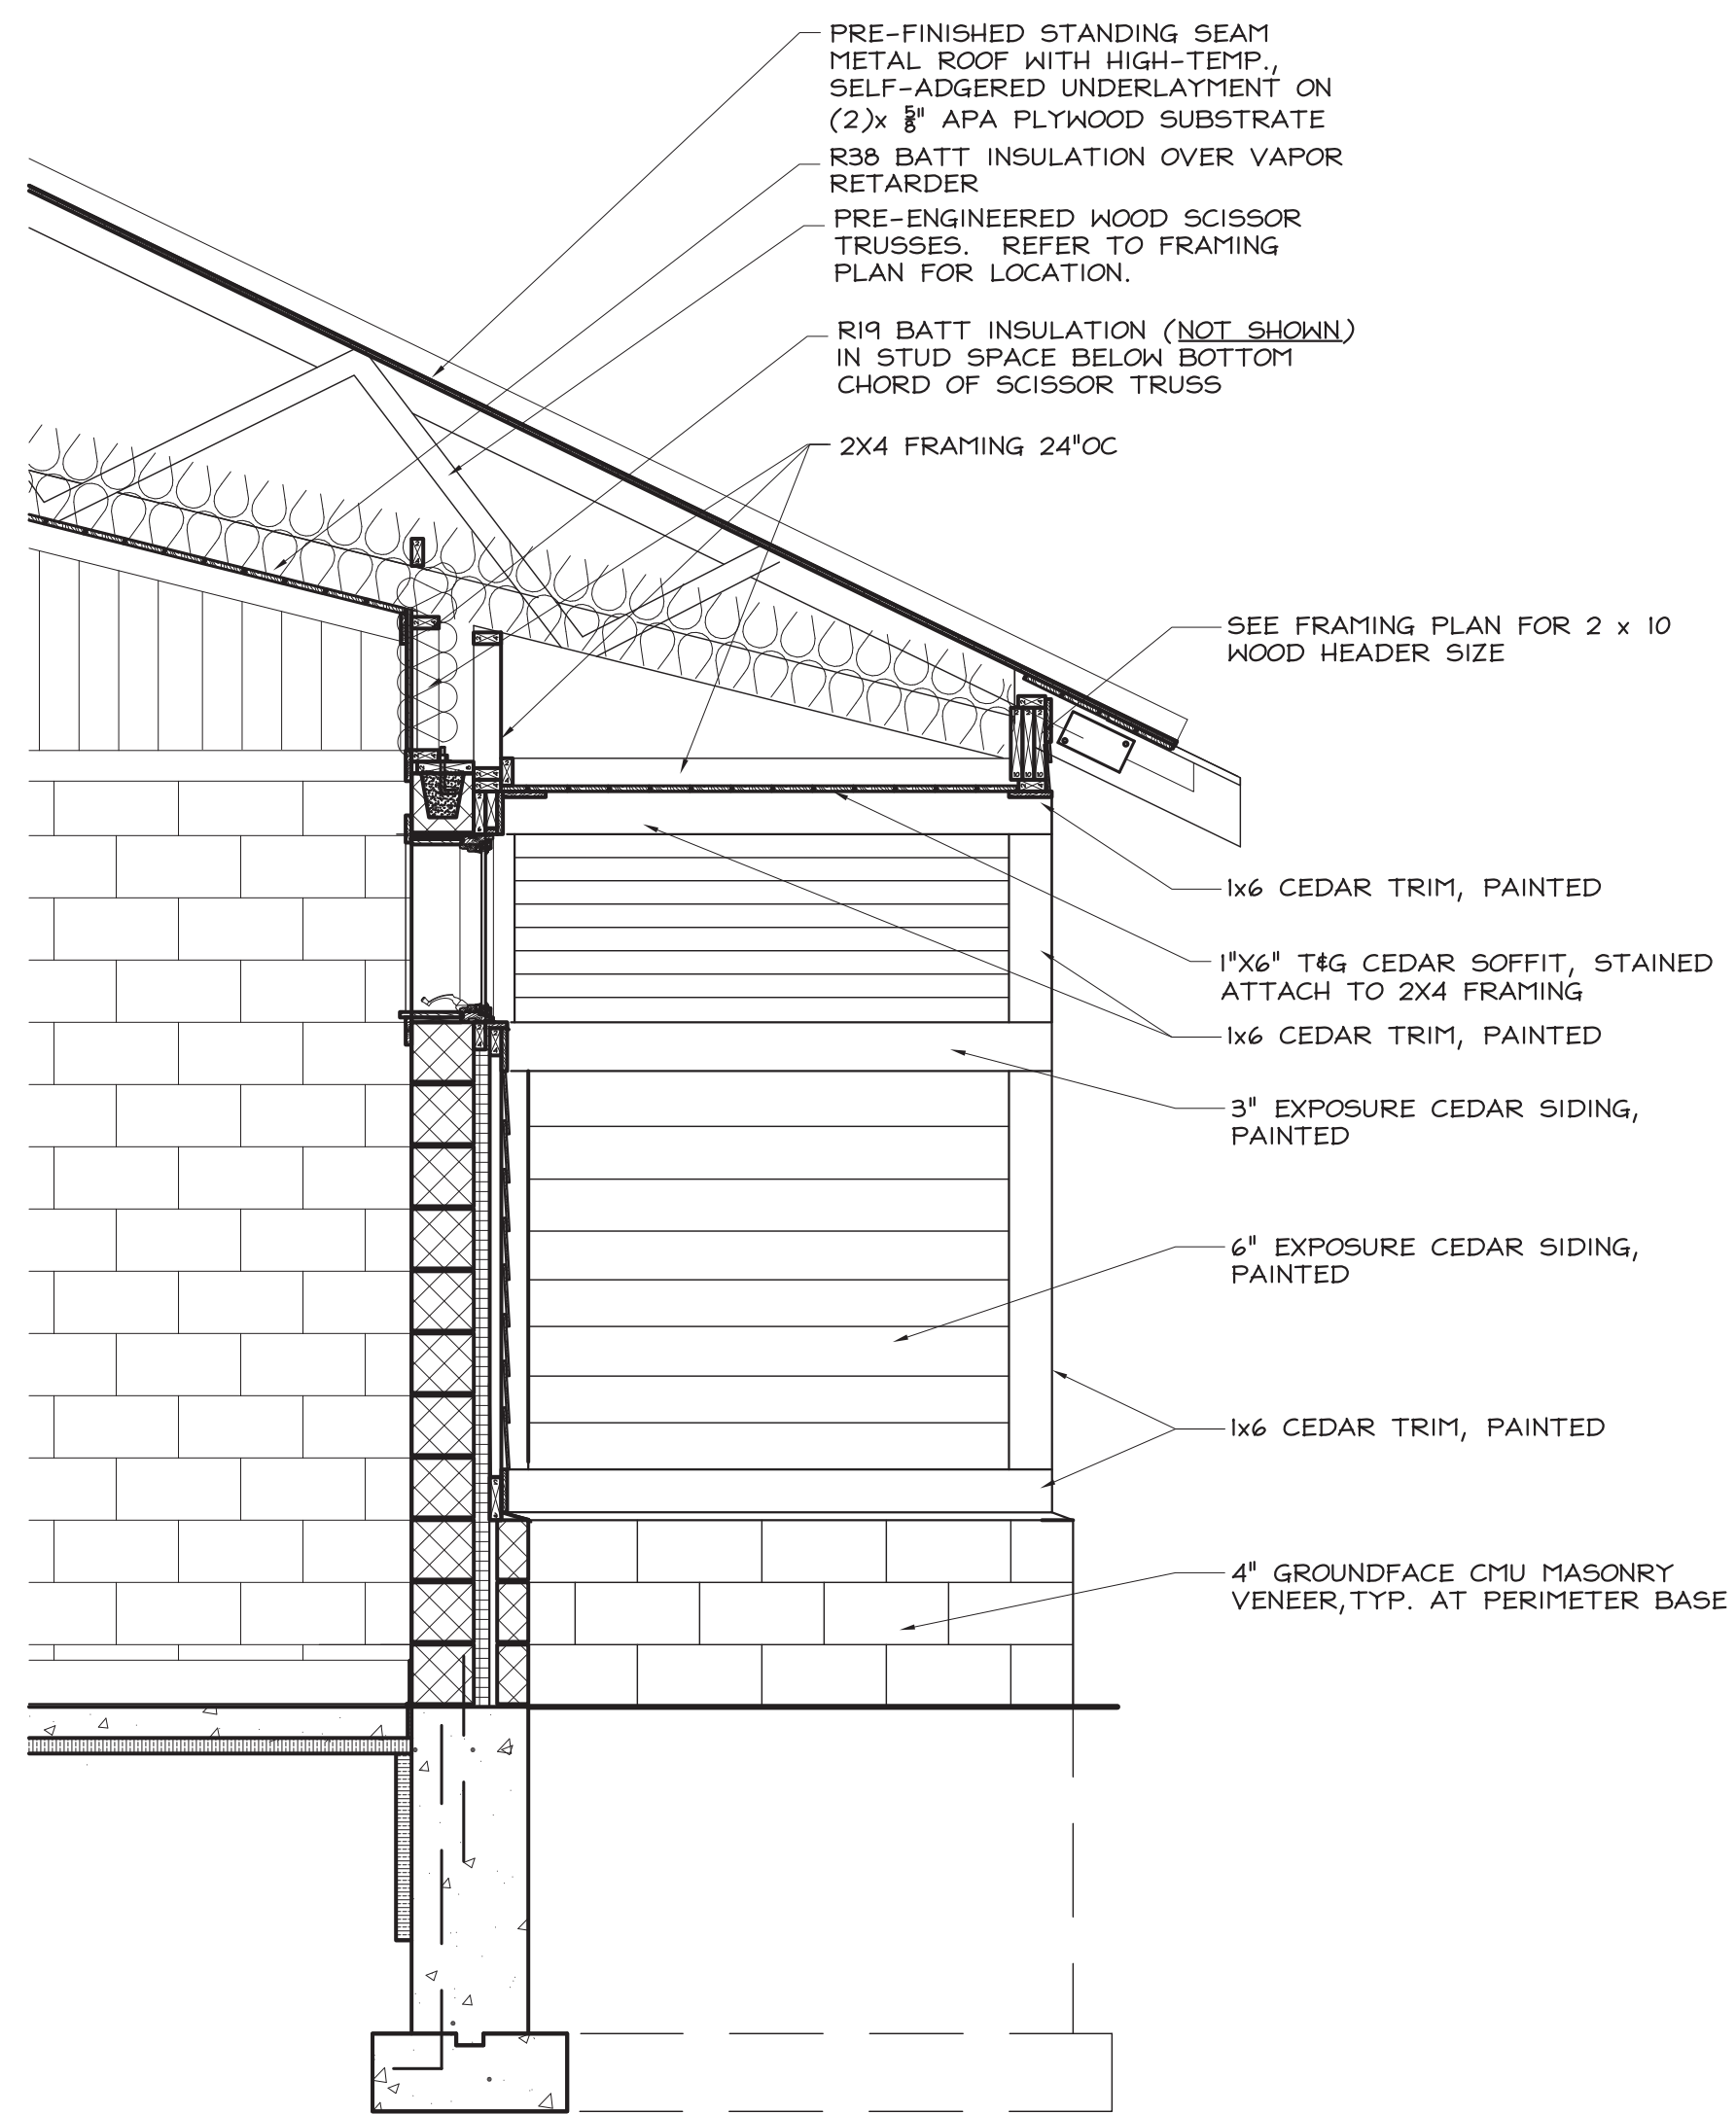 PRE-FINISHED STANDING SEAM
METAL ROOF WITH HIGH-TEMP.,
SELF-ADGERED UNDERLAYMENT ON
(2)x 5/8" APA PLYWOOD SUBSTRATE
R38 BATT INSULATION OVER VAPOR
RETARDER
PRE-ENGINEERED WOOD SCISSOR
TRUSSES. REFER TO FRAMING
PLAN FOR LOCATION.
R19 BATT INSULATION (NOT SHOWN)
IN STUD SPACE BELOW BOTTOM
CHORD OF SCISSOR TRUSS
2X4 FRAMING 24"OC
SEE FRAMING PLAN FOR 2 x 10
WOOD HEADER SIZE
1x6 CEDAR TRIM, PAINTED
1"X6" T&G CEDAR SOFFIT, STAINED
ATTACH TO 2X4 FRAMING
1x6 CEDAR TRIM, PAINTED
3" EXPOSURE CEDAR SIDING,
PAINTED
6" EXPOSURE CEDAR SIDING,
PAINTED
1x6 CEDAR TRIM, PAINTED
4" GROUNDFACE CMU MASONRY
VENEER, TYP. AT PERIMETER BASE